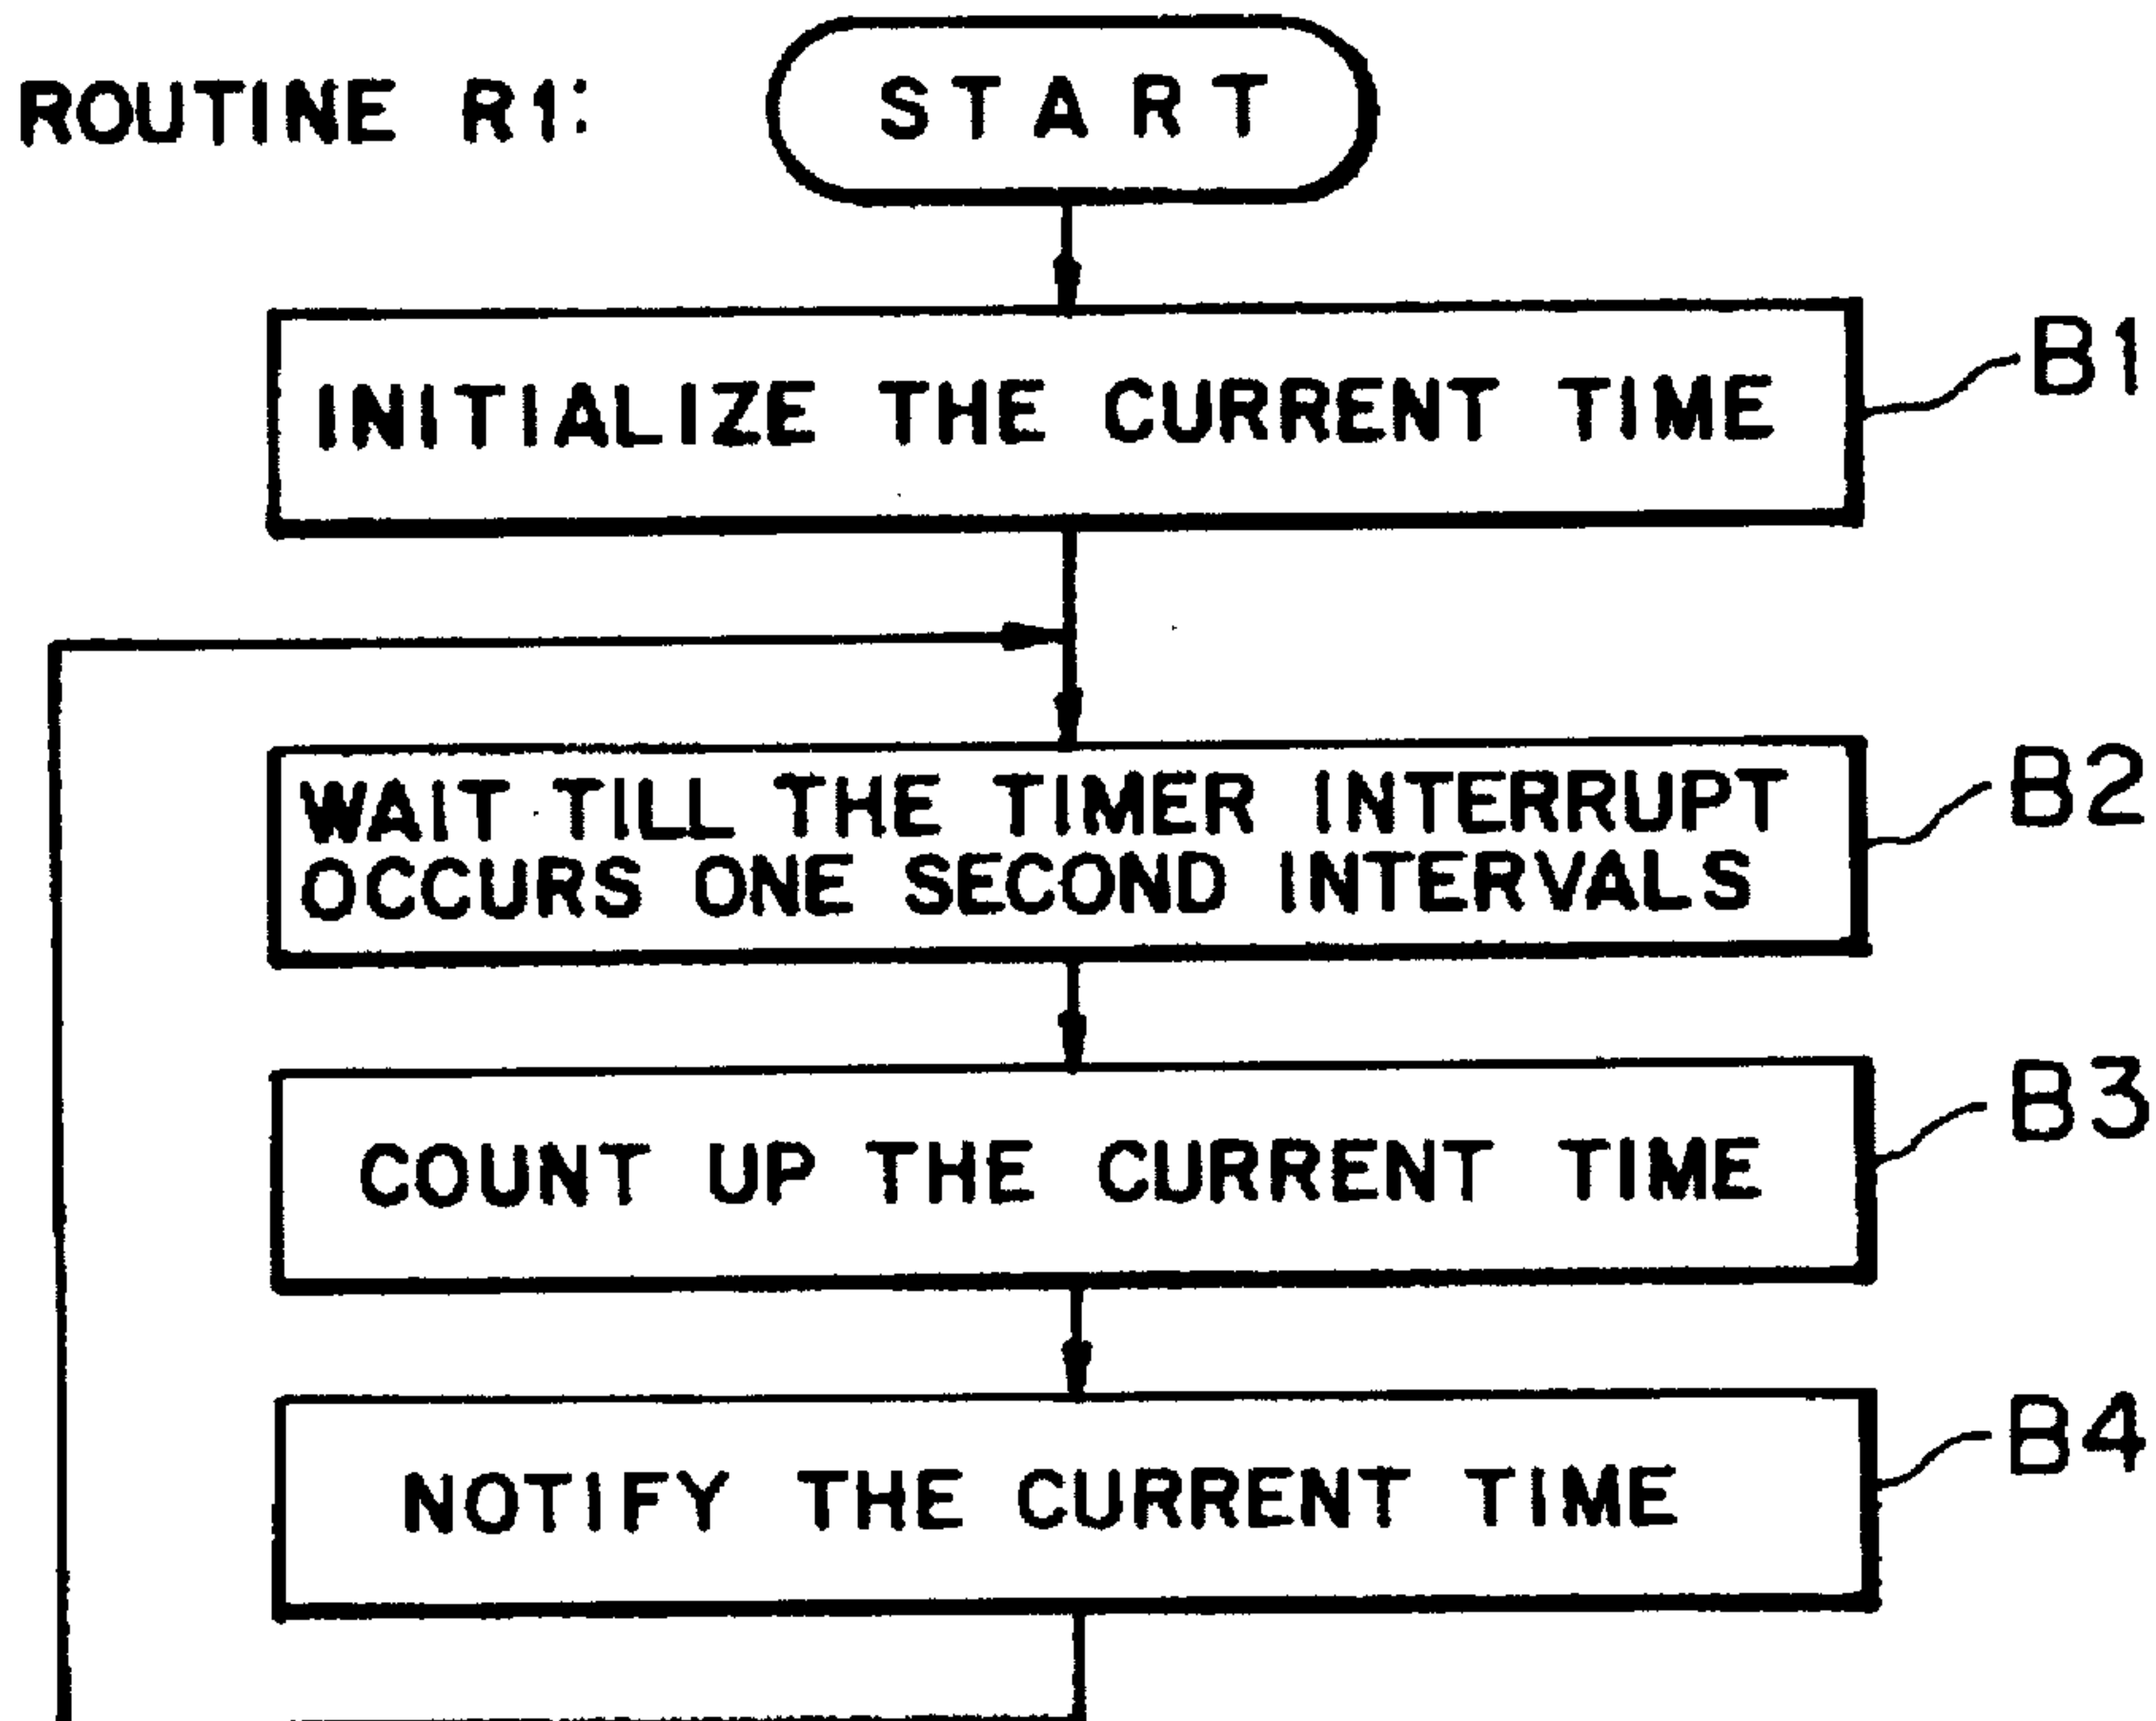 ROUTINE R1:
START
INITIALIZE THE CURRENT TIME
B1
WAIT TILL THE TIMER INTERRUPT
OCCURS ONE SECOND INTERVALS
B2
COUNT UP THE CURRENT TIME
B3
NOTIFY THE CURRENT TIME
B4